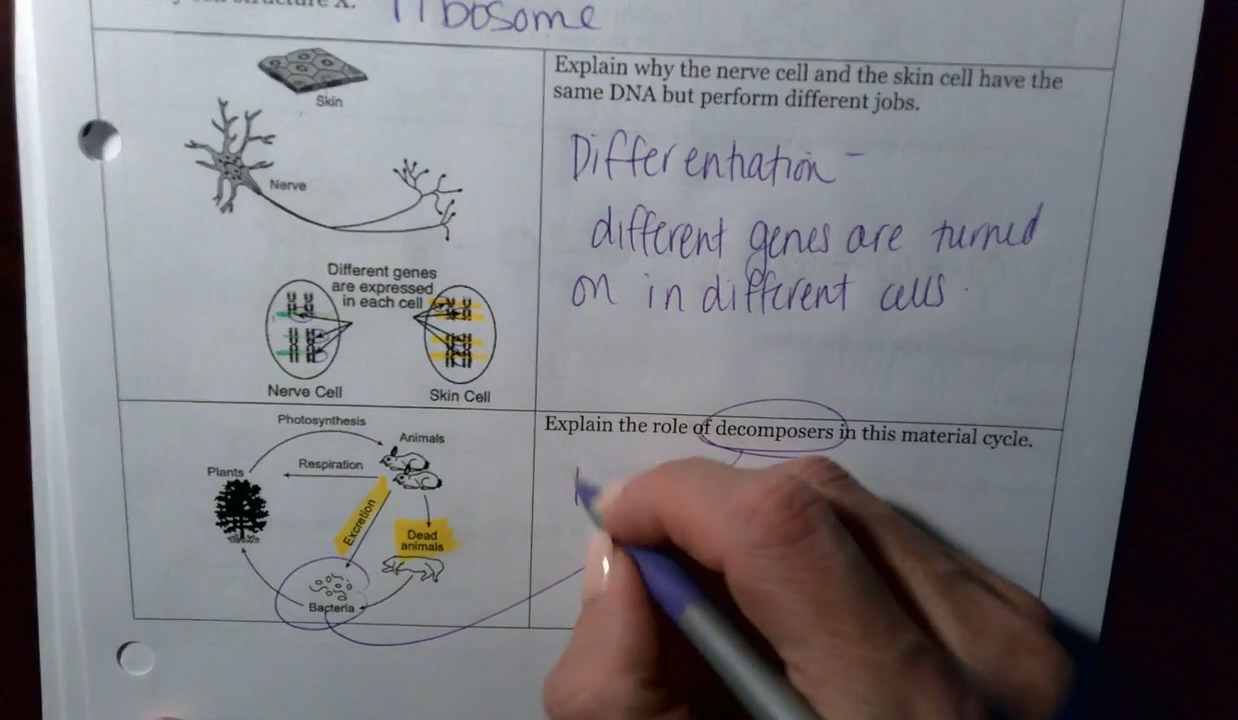 structure X.
ribosome
Skin
Nerve
Different genes
are expressed
in each cell
Nerve Cell
Skin Cell
Explain why the nerve cell and the skin cell have the
same DNA but perform different jobs.
Differentiation -
different genes are turned
on in different cells.
Photosynthesis
Animals
Respiration
Plants
Excretion
Dead
animals
Bacteria
Explain the role of decomposers in this material cycle.